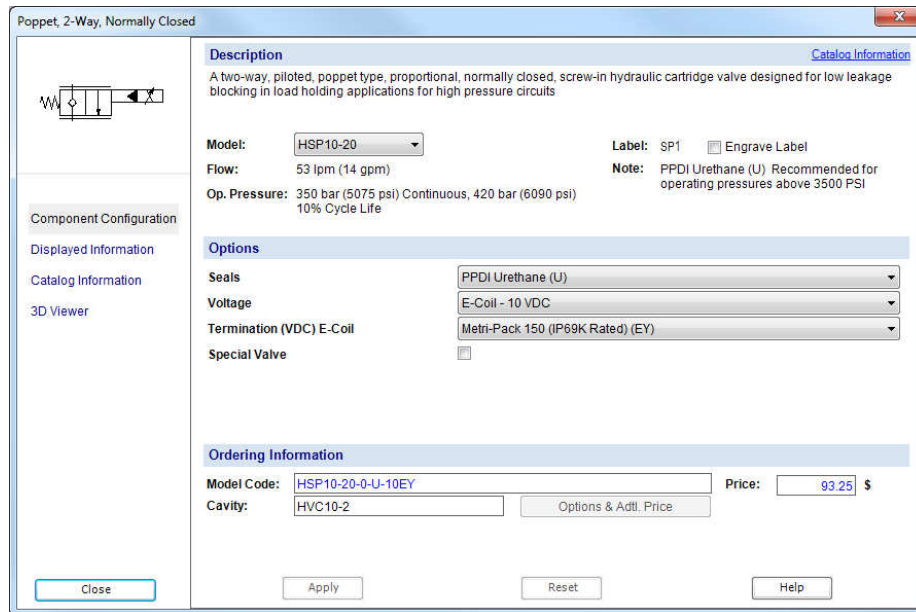 Poppet, 2-Way, Normally Closed
Description
Catalog Information
A two-way, piloted, poppet type, proportional, normally closed, screw-in hydraulic cartridge valve designed for low leakage
blocking in load holding applications for high pressure circuits
Model: HSP10-20
Label: SP1 Engrave Label
Flow: 53 lpm (14 gpm)
Note: PPDI Urethane (U) Recommended for
operating pressures above 3500 PSI
Op. Pressure: 350 bar (5075 psi) Continuous, 420 bar (6090 psi)
10% Cycle Life
Component Configuration
Displayed Information
Catalog Information
3D Viewer
Options
Seals PPDI Urethane (U)
Voltage E-Coil - 10 VDC
Termination (VDC) E-Coil Metri-Pack 150 (IP69K Rated) (EY)
Special Valve
Ordering Information
Model Code: HSP10-20-0-U-10EY Price: 93.25 $
Cavity: HVC10-2 Options & Adtl. Price
Close Apply Reset Help